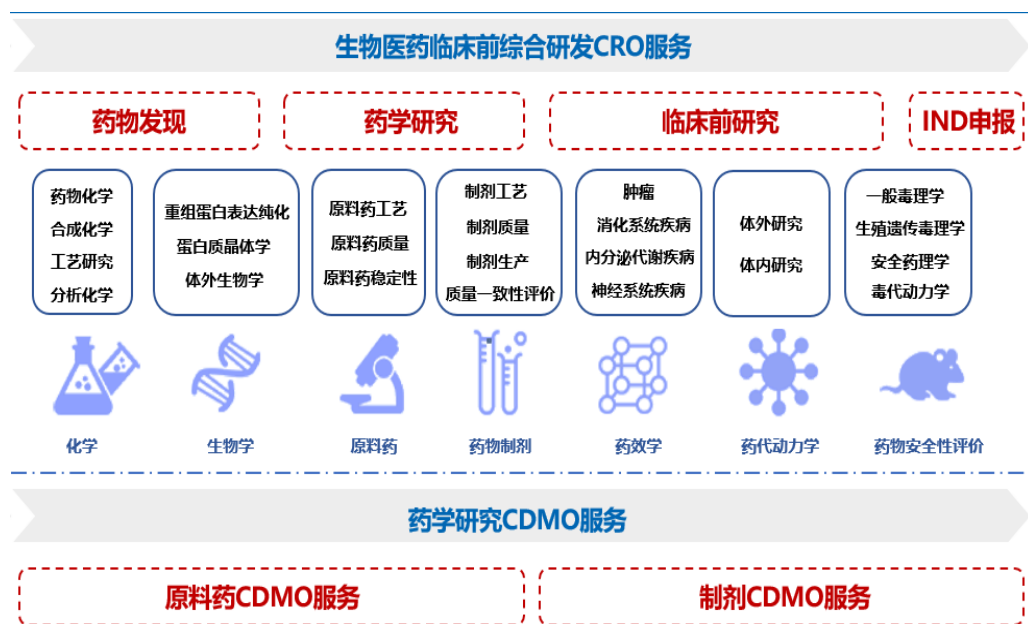 生物医药临床前综合研发CRO服务
药物发现
药学研究
临床前研究
IND申报
药物化学
合成化学
工艺研究
分析化学
重组蛋白表达纯化
蛋白质晶体学
体外生物学
原料药工艺
原料药质量
原料药稳定性
制剂工艺
制剂质量
制剂生产
质量一致性评价
肿瘤
消化系统疾病
内分泌代谢疾病
神经系统疾病
体外研究
体内研究
一般毒理学
生殖遗传毒理学
安全药理学
毒代动力学
化学
生物学
原料药
药物制剂
药效学
药代动力学
药物安全性评价
药学研究CDMO服务
原料药CDMO服务
制剂CDMO服务